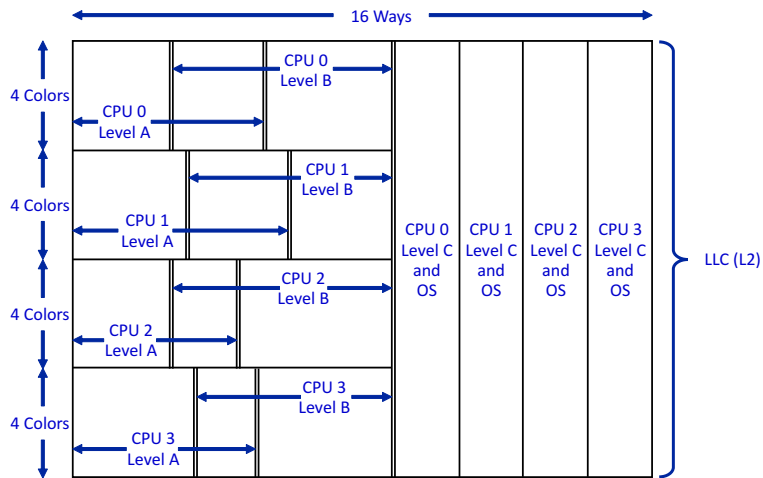 16 Ways
4 Colors
CPU 0
Level B
CPU 0
Level A
4 Colors
CPU 1
Level B
CPU 1
Level A
CPU 0
Level C
and
OS
CPU 1
Level C
and
OS
CPU 2
Level C
and
OS
CPU 3
Level C
and
OS
LLC (L2)
4 Colors
CPU 2
Level B
CPU 2
Level A
4 Colors
CPU 3
Level B
CPU 3
Level A